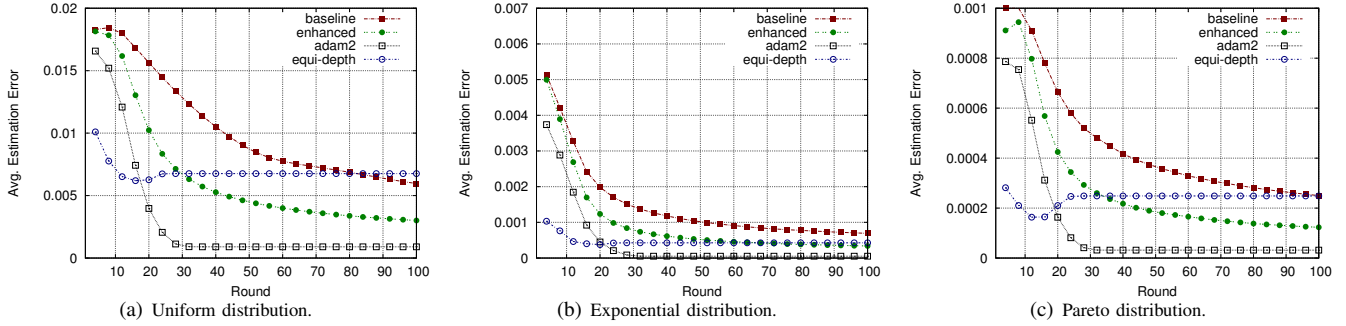 0.02
0.015
0.01
0.005
0
Avg. Estimation Error
baseline
enhanced
adam2
equi-depth
10 20 30 40 50 60 70 80 90 100
Round
(a) Uniform distribution.
0.007
0.006
0.005
0.004
0.003
0.002
0.001
0
Avg. Estimation Error
baseline
enhanced
adam2
equi-depth
10 20 30 40 50 60 70 80 90 100
Round
(b) Exponential distribution.
0.001
0.0008
0.0006
0.0004
0.0002
0
Avg. Estimation Error
baseline
enhanced
adam2
equi-depth
10 20 30 40 50 60 70 80 90 100
Round
(c) Pareto distribution.